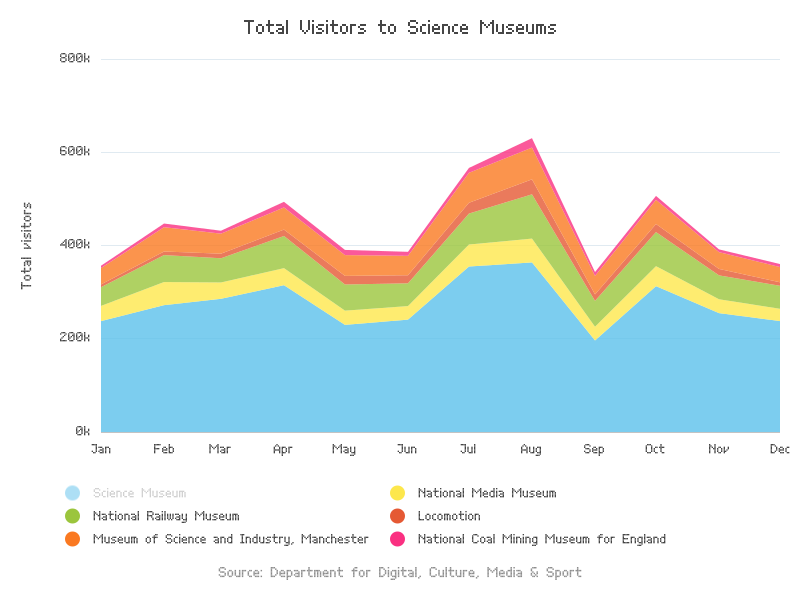 Total Visitors to Science Museums
Total visitors
800k
600k
400k
200k
0k
Jan Feb Mar Apr May Jun Jul Aug Sep Oct Nov Dec
Science Museum
National Media Museum
National Railway Museum
Locomotion
Museum of Science and Industry, Manchester
National Coal Mining Museum for England
Source: Department for Digital, Culture, Media & Sport